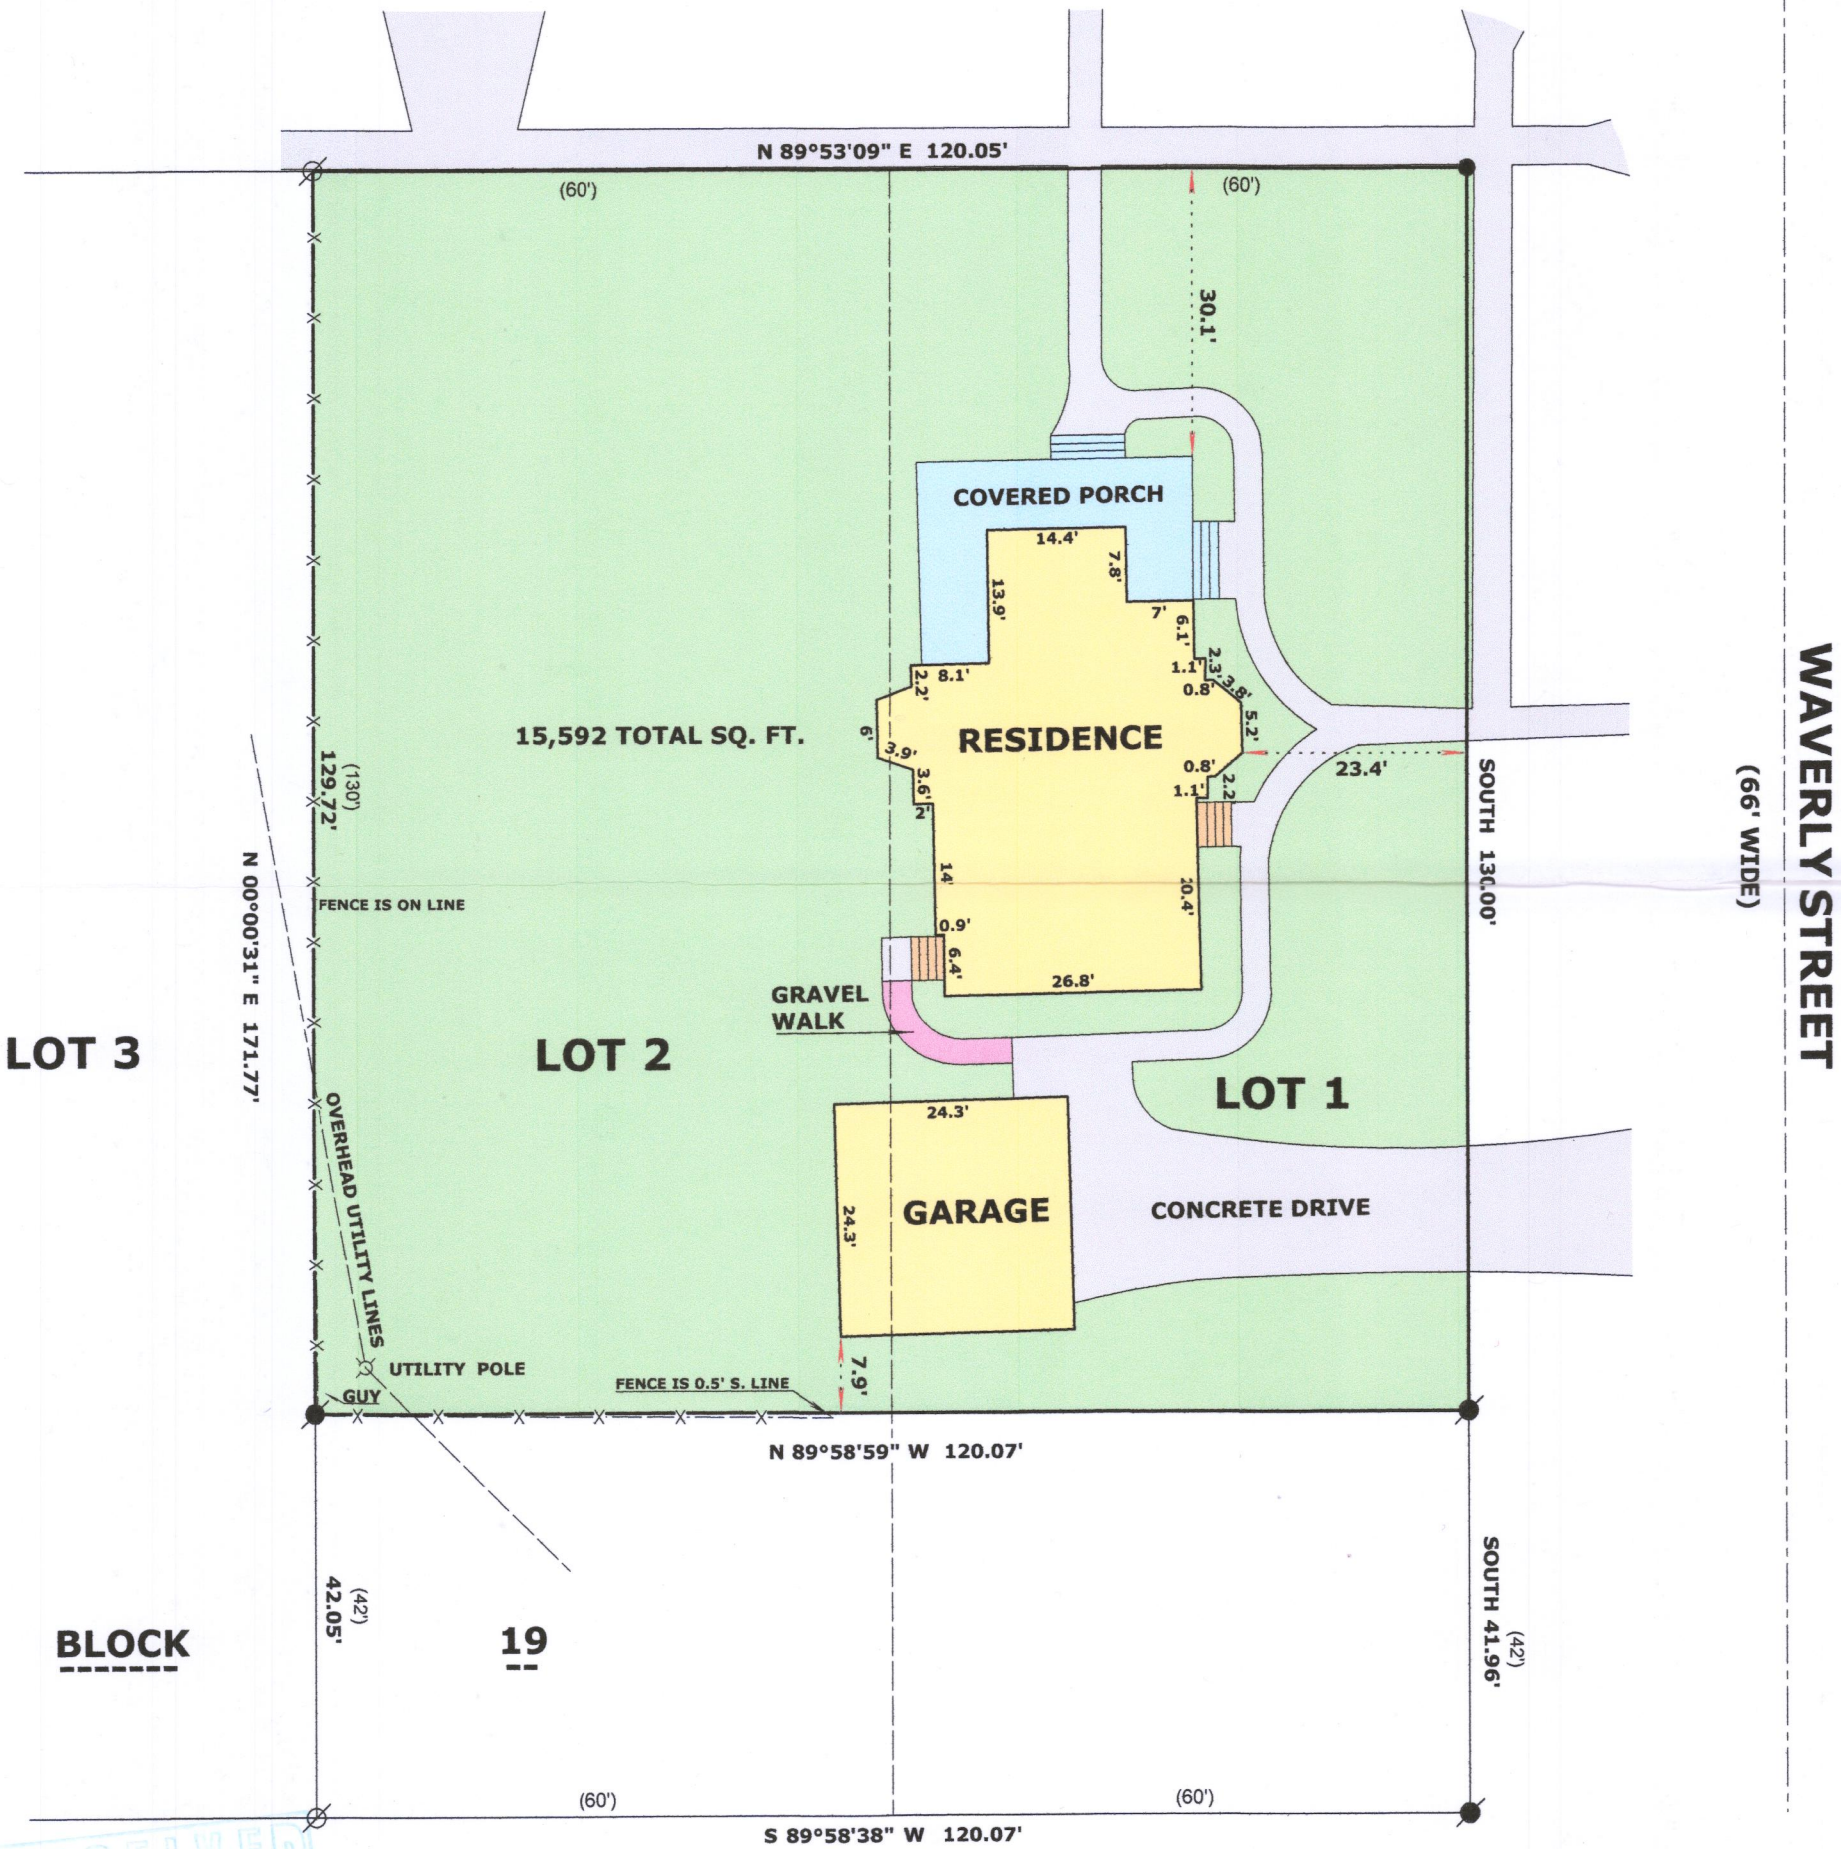 N 89°53'09" E 120.05'
(60')
(60')
30.1'
COVERED PORCH
14.4'
7.8'
13.9'
7'
6.1'
2.3'
1.1'
3.8'
0.8'
8.1'
2.2'
5.2'
6'
15,592 TOTAL SQ. FT.
RESIDENCE
3.9'
0.8'
23.4'
3.6'
1.1'
2.2'
2'
129.72'
(130')
SOUTH 130.00'
(66' WIDE)
WAVERLY STREET
14'
FENCE IS ON LINE
0.9'
6.4'
26.8'
N 00°00'31" E 171.77'
GRAVEL
WALK
LOT 3
LOT 2
LOT 1
24.3'
OVERHEAD UTILITY LINES
24.3'
GARAGE
CONCRETE DRIVE
UTILITY POLE
7.9'
FENCE IS 0.5' S. LINE
GUY
N 89°58'59" W 120.07'
42.05'
(42')
SOUTH 41.96'
(42')
BLOCK
19
(60')
(60')
S 89°58'38" W 120.07'